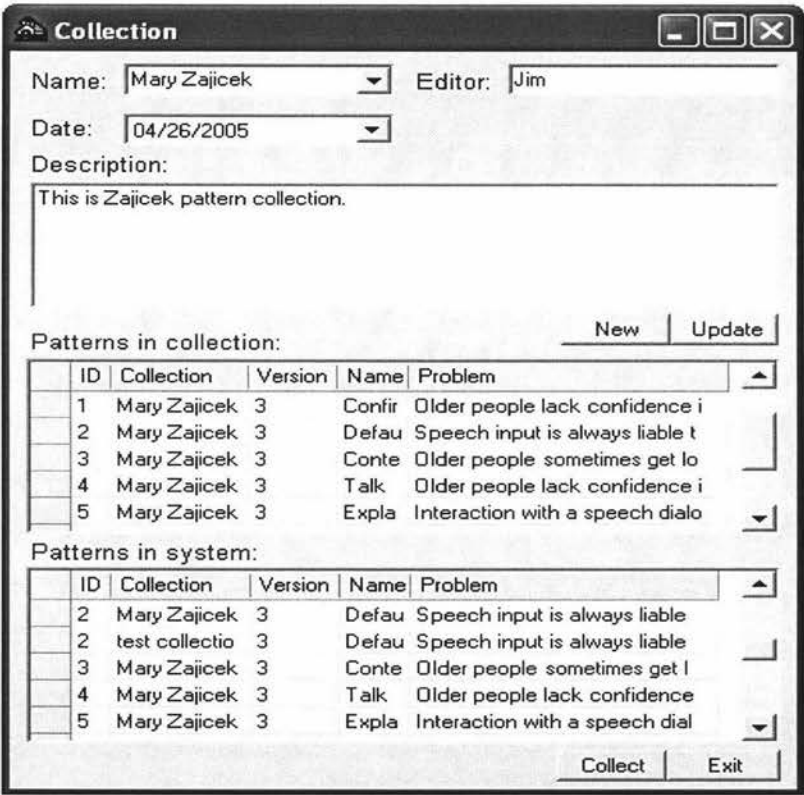 Collection
Name: Mary Zajicek Editor: Jim
Date: 04/26/2005
Description:
This is Zajicek pattern collection.
New Update
Patterns in collection:
ID Collection Version Name Problem
1 Mary Zajicek 3 Confir Older people lack confidence i
2 Mary Zajicek 3 Defau Speech input is always liable t
3 Mary Zajicek 3 Conte Older people sometimes get lo
4 Mary Zajicek 3 Talk Older people lack confidence i
5 Mary Zajicek 3 Expla Interaction with a speech dialo
Patterns in system:
ID Collection Version Name Problem
2 Mary Zajicek 3 Defau Speech input is always liable
2 test collectio 3 Defau Speech input is always liable
3 Mary Zajicek 3 Conte Older people sometimes get l
4 Mary Zajicek 3 Talk Older people lack confidence
5 Mary Zajicek 3 Expla Interaction with a speech dial
Collect Exit